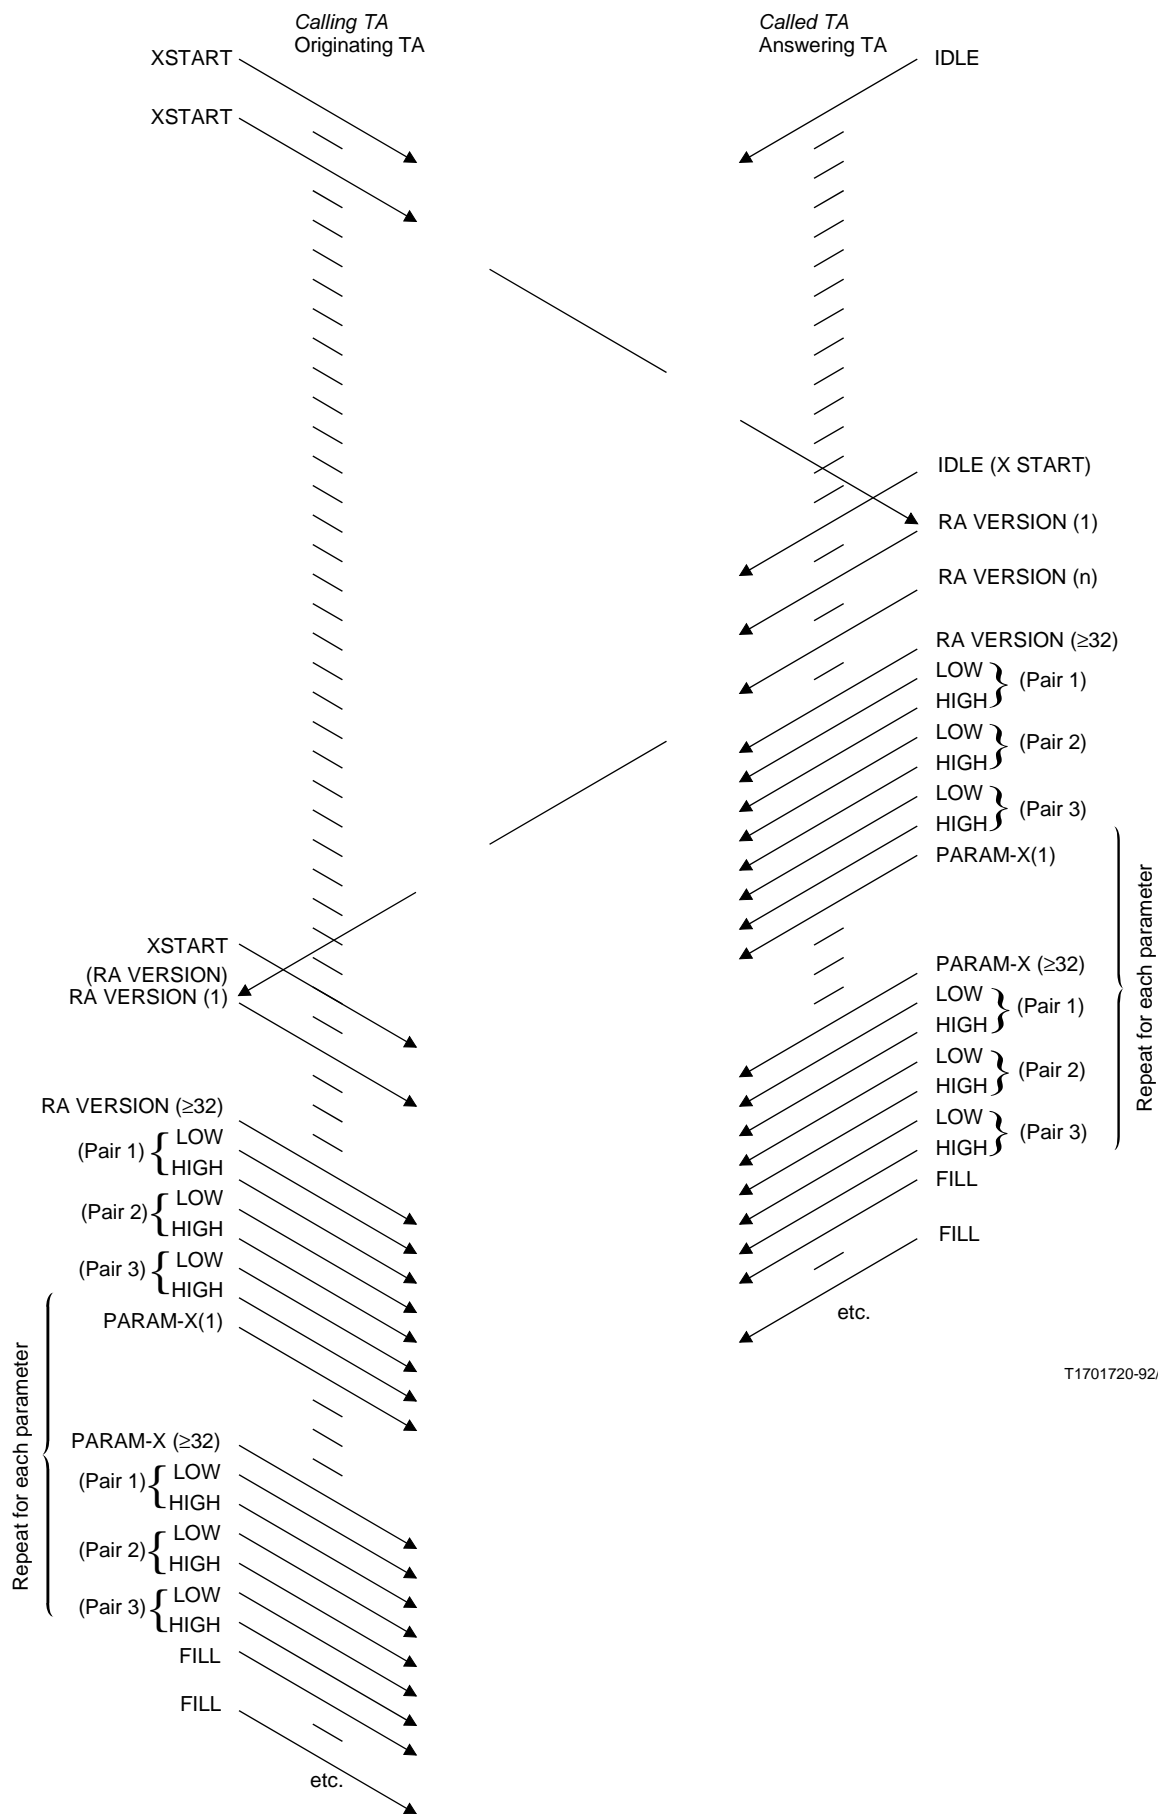 Calling TA
Originating TA
Called TA
Answering TA
XSTART
IDLE
XSTART
IDLE (X START)
RA VERSION (1)
RA VERSION (n)
RA VERSION (≥32)
LOW
(Pair 1)
HIGH
LOW
(Pair 2)
HIGH
LOW
(Pair 3)
HIGH
PARAM-X(1)
PARAM-X (≥32)
LOW
(Pair 1)
HIGH
LOW
(Pair 2)
HIGH
LOW
(Pair 3)
HIGH
Repeat for each parameter
FILL
FILL
etc.
T1701720-92/
XSTART
(RA VERSION)
RA VERSION (1)
RA VERSION (≥32)
(Pair 1)
LOW
HIGH
(Pair 2)
LOW
HIGH
(Pair 3)
LOW
HIGH
PARAM-X(1)
Repeat for each parameter
PARAM-X (≥32)
(Pair 1)
LOW
HIGH
(Pair 2)
LOW
HIGH
(Pair 3)
LOW
HIGH
FILL
FILL
etc.